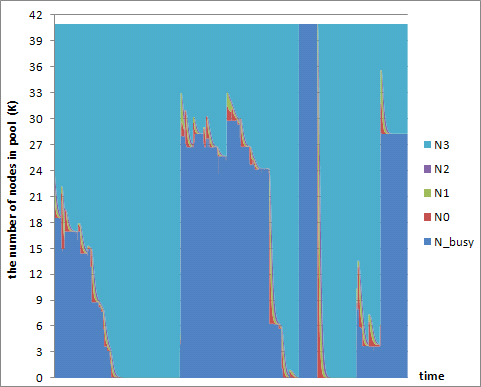 the number of nodes in pool (K)
42
39
36
33
30
27
24
21
18
15
12
9
6
3
0
time
N3
N2
N1
N0
N_busy